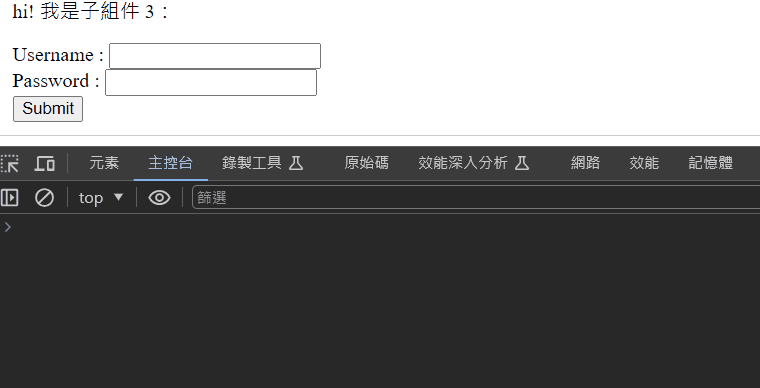 hi! 我是子組件 3：
Username :
Password :
Submit
元素 主控台 錄製工具 原始碼 效能深入分析 網路 效能 記憶體
top ▼ 篩選